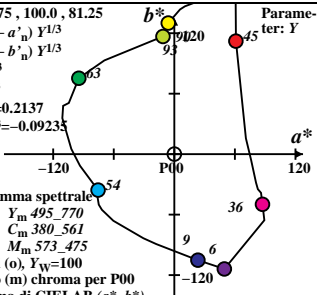 75 , 100.0 , 81.25
b*
Parame-
ter: Y
– a'n) Y1/3
– b'n) Y1/3
120
93
45
63
=0.2137
*=–0.09235
a*
–120
P00
120
54
mma spettrale
Ym 495_770
36
Cm 380_561
Mm 573_475
9
6
a (o), YW=100
o (m) chroma per P00
–120